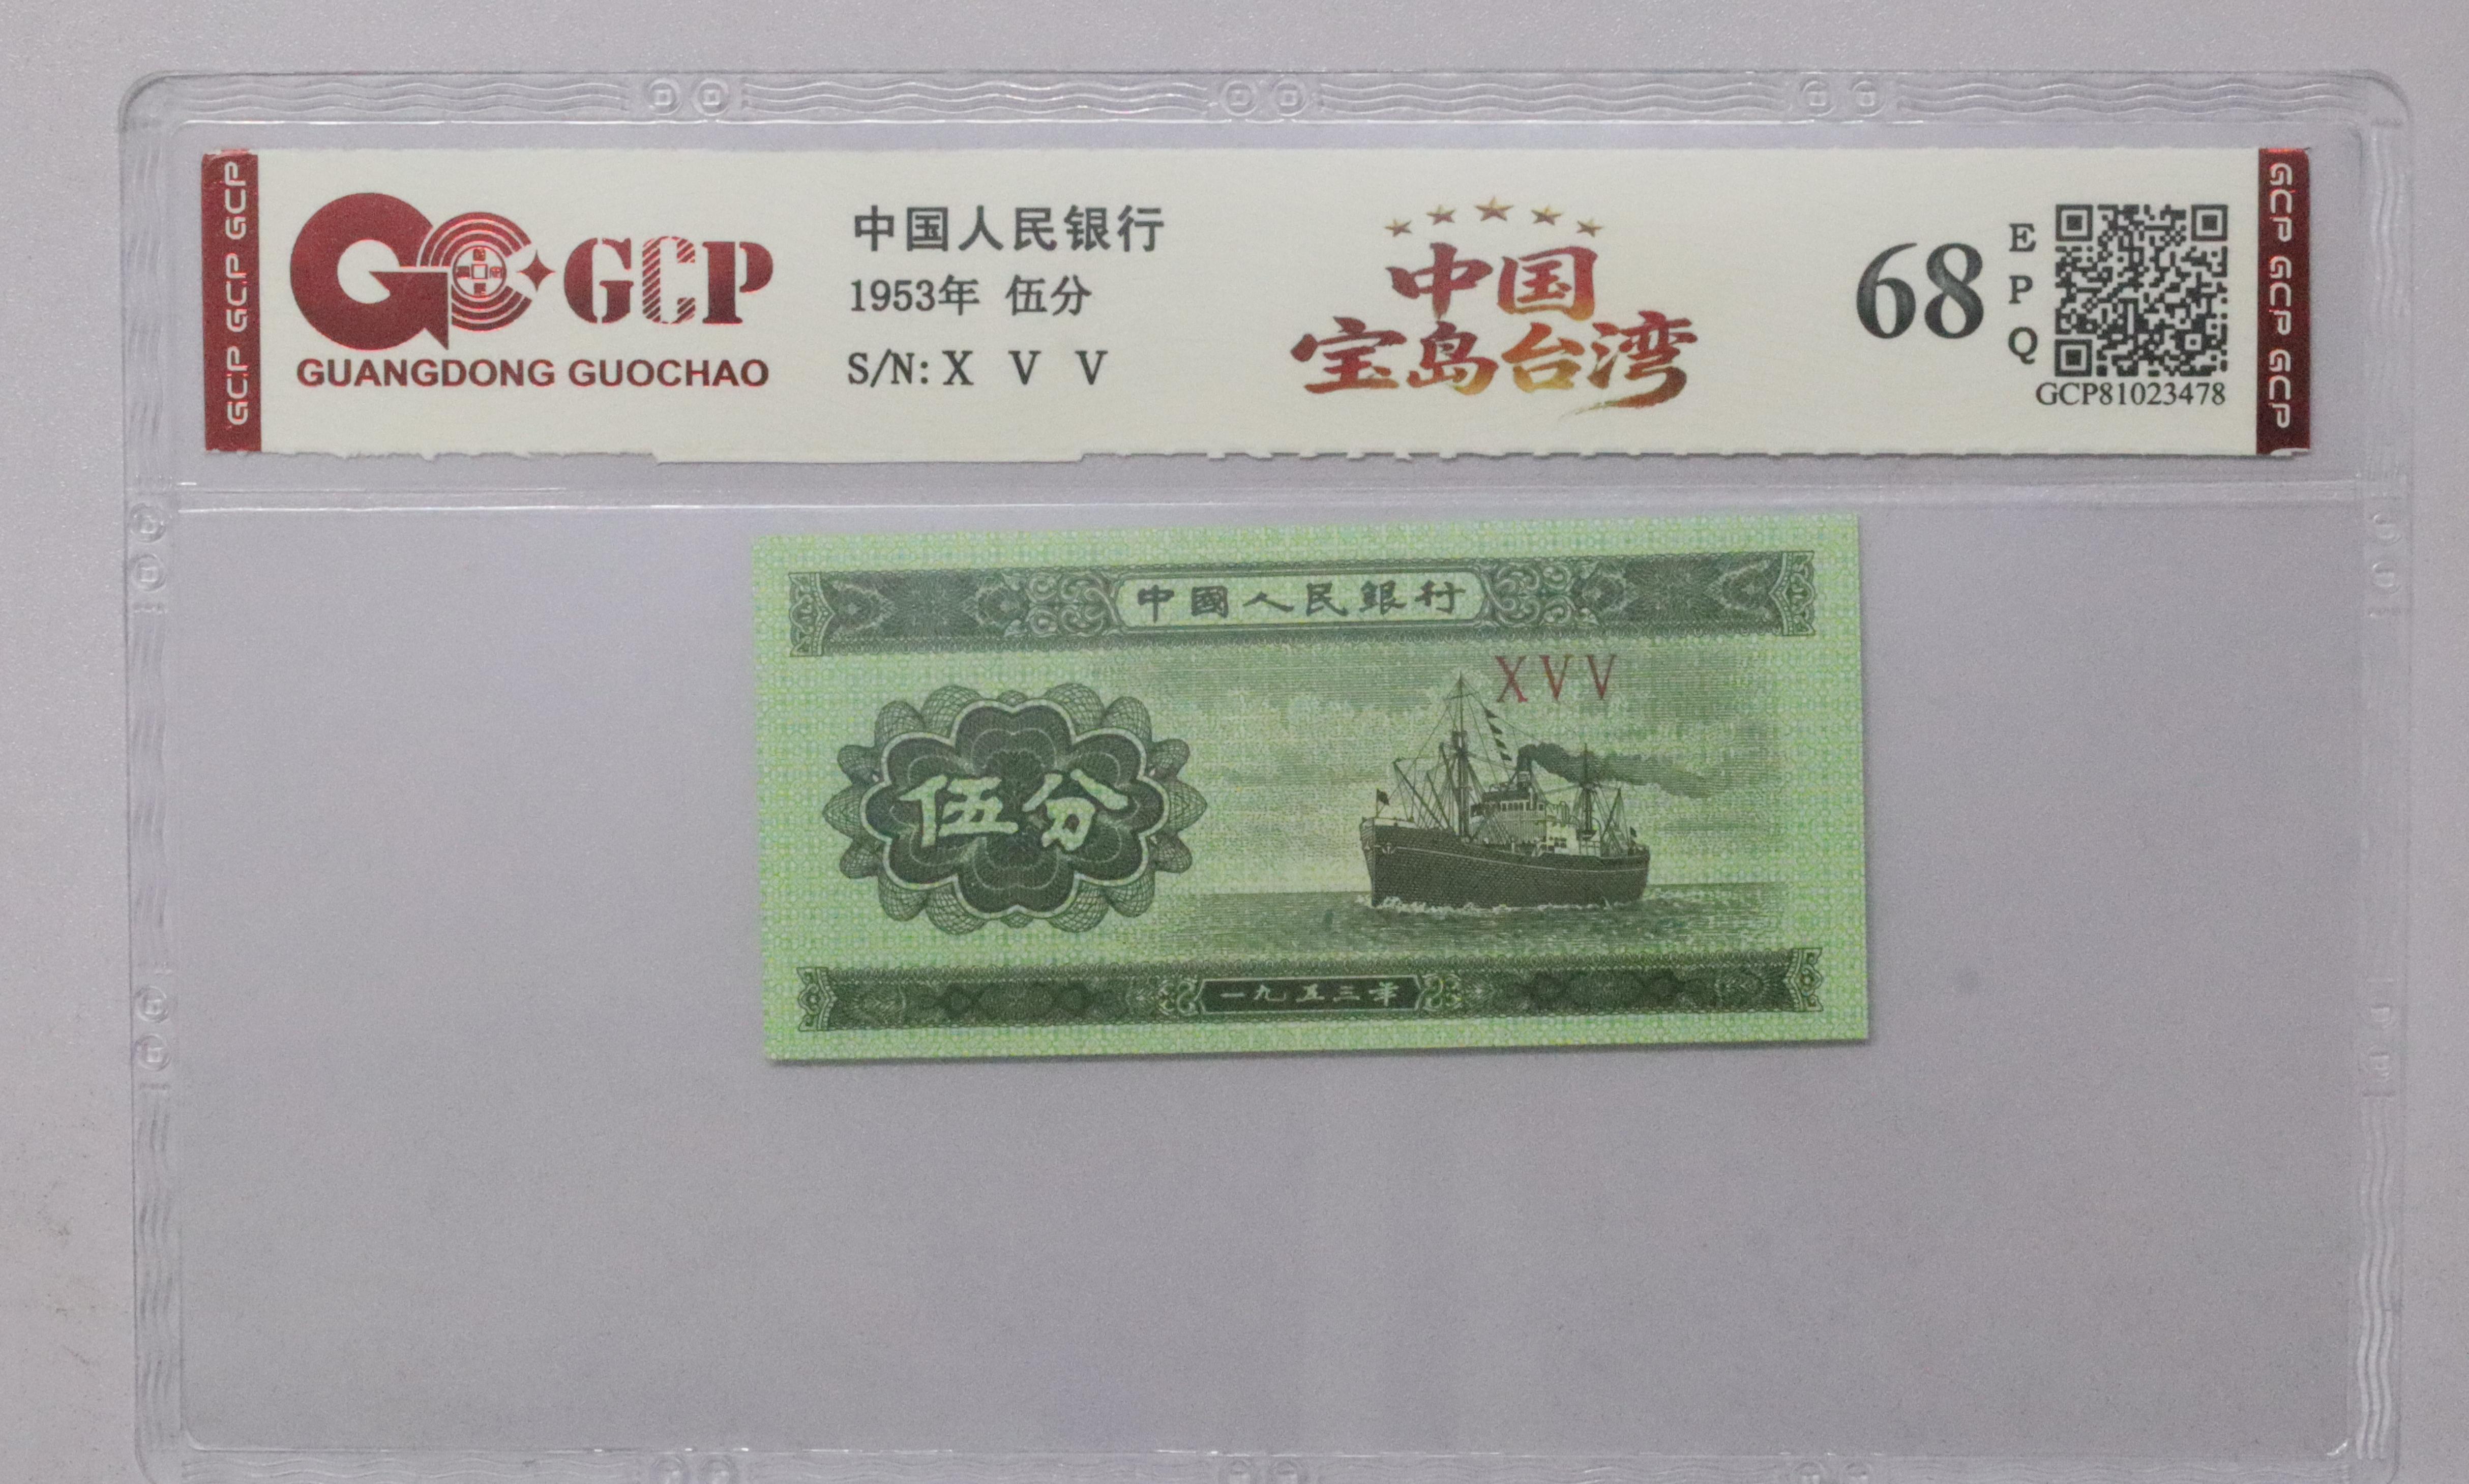 GCP GCP GCP
GCP
GUANGDONG GUOCHAO
中国人民银行
1953年 伍分
S/N: X V V
中国
宝岛台湾
68
E
P
Q
GCP81023478
GCP GCP GCP
中國人民銀行
XVV
伍分
一九五三年